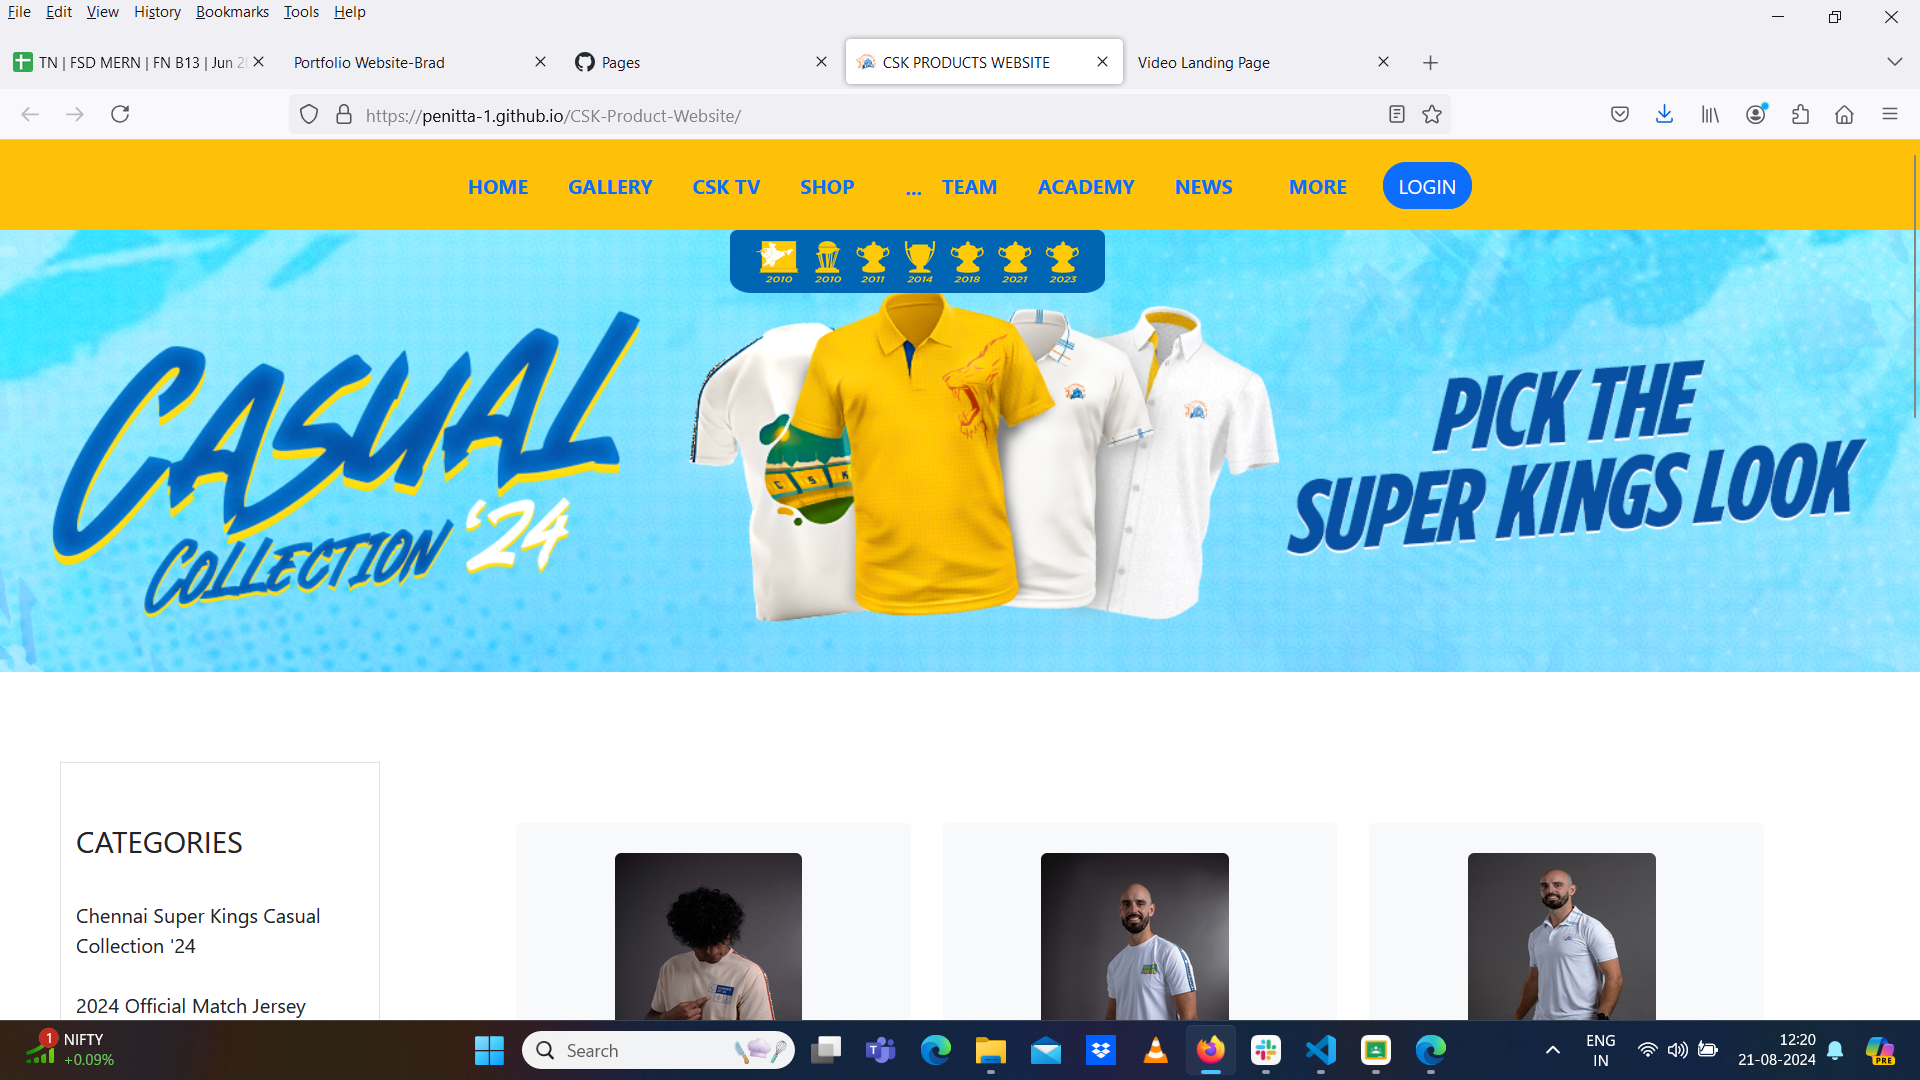 File Edit View History Bookmarks Tools Help
TN | FSD MERN | FN B13 | Jun 20
Portfolio Website-Brad
Pages
CSK PRODUCTS WEBSITE
Video Landing Page
https://penitta-1.github.io/CSK-Product-Website/
HOME GALLERY CSK TV SHOP ... TEAM ACADEMY NEWS MORE LOGIN
2010 2010 2011 2014 2018 2021 2023
CASUAL
COLLECTION '24
CSK
PICK THE
SUPER KINGS LOOK
CATEGORIES
Chennai Super Kings Casual
Collection '24
2024 Official Match Jersey
1 NIFTY
+0.09%
Search
ENG
IN
12:20
21-08-2024
PRE